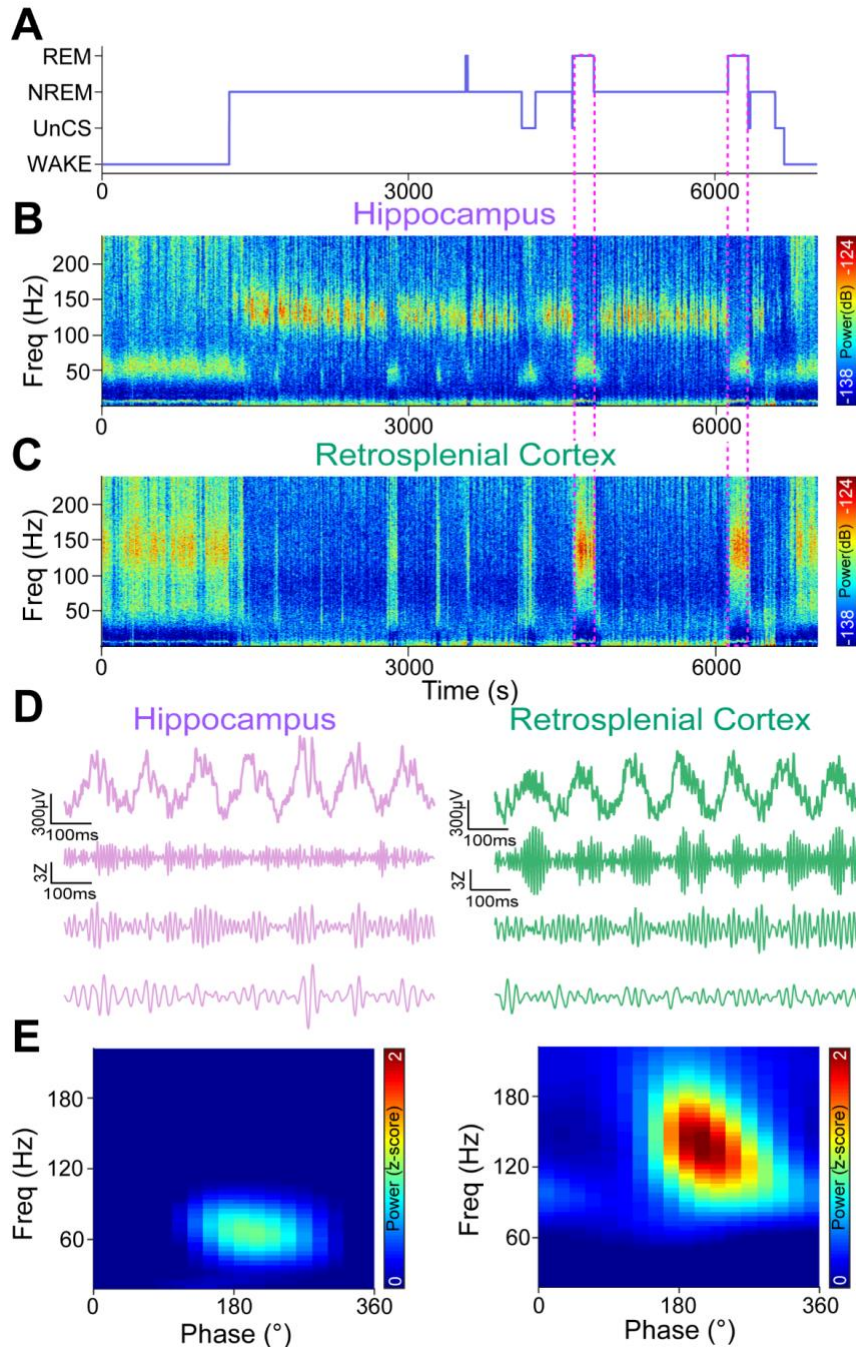 A
REM
NREM
UnCS
WAKE
0 3000 6000
B Hippocampus
Freq (Hz)
200
150
100
50
0 3000 6000
-138 Power(dB) -124
C Retrosplenial Cortex
Freq (Hz)
200
150
100
50
0 3000 6000
Time (s)
-138 Power(dB) -124
D Hippocampus Retrosplenial Cortex
300µV
100ms
3Z
100ms
300µV
100ms
3Z
100ms
E
Freq (Hz)
180
120
60
0 180 360
Phase (°)
0 Power (z-score) 2
Freq (Hz)
180
120
60
0 180 360
Phase (°)
0 Power (z-score) 2